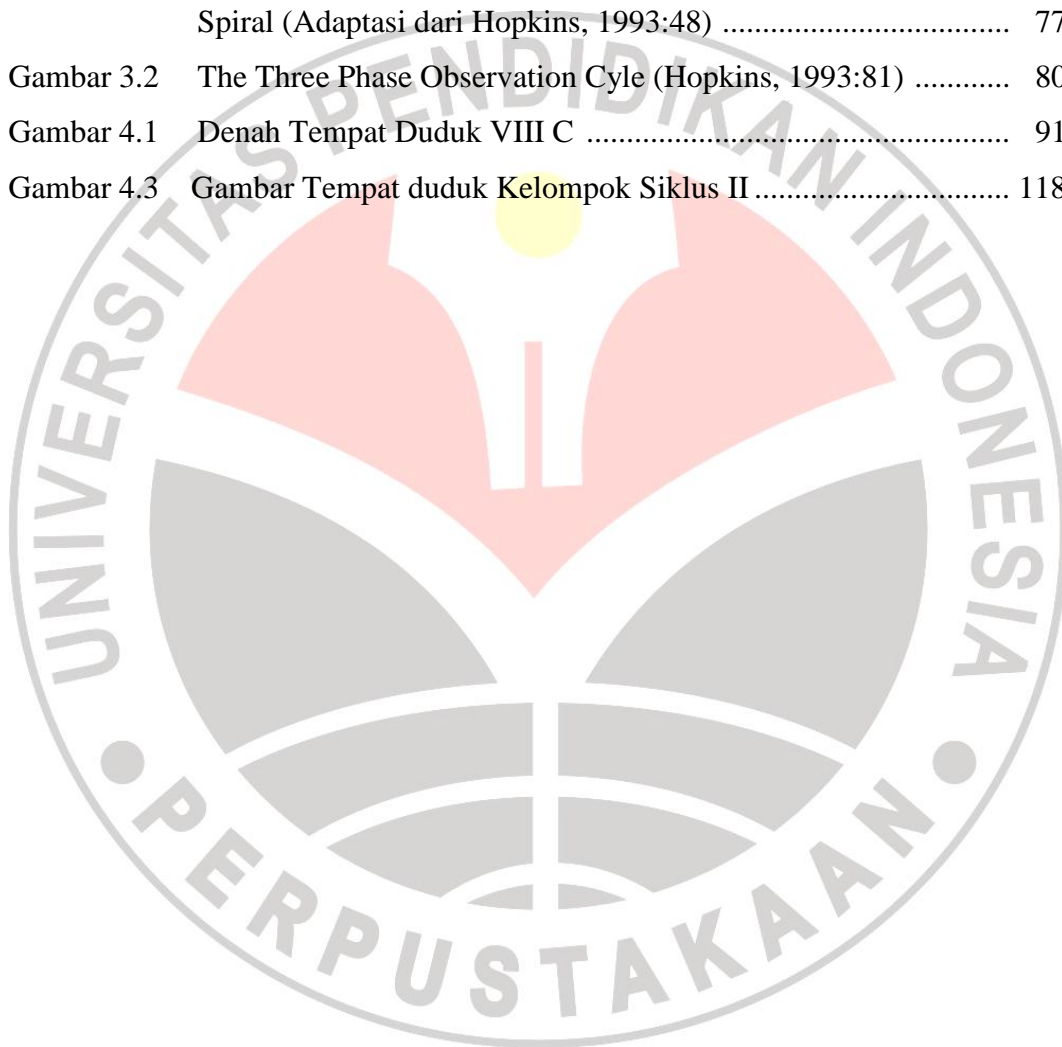 Spiral (Adaptasi dari Hopkins, 1993:48) .................................... 77
Gambar 3.2 The Three Phase Observation Cyle (Hopkins, 1993:81) ............ 80
Gambar 4.1 Denah Tempat Duduk VIII C ..................................................... 91
Gambar 4.3 Gambar Tempat duduk Kelompok Siklus II ................................ 118
UNIVERSITAS PENDIDIKAN INDONESIA
PERPUSTAKAAN